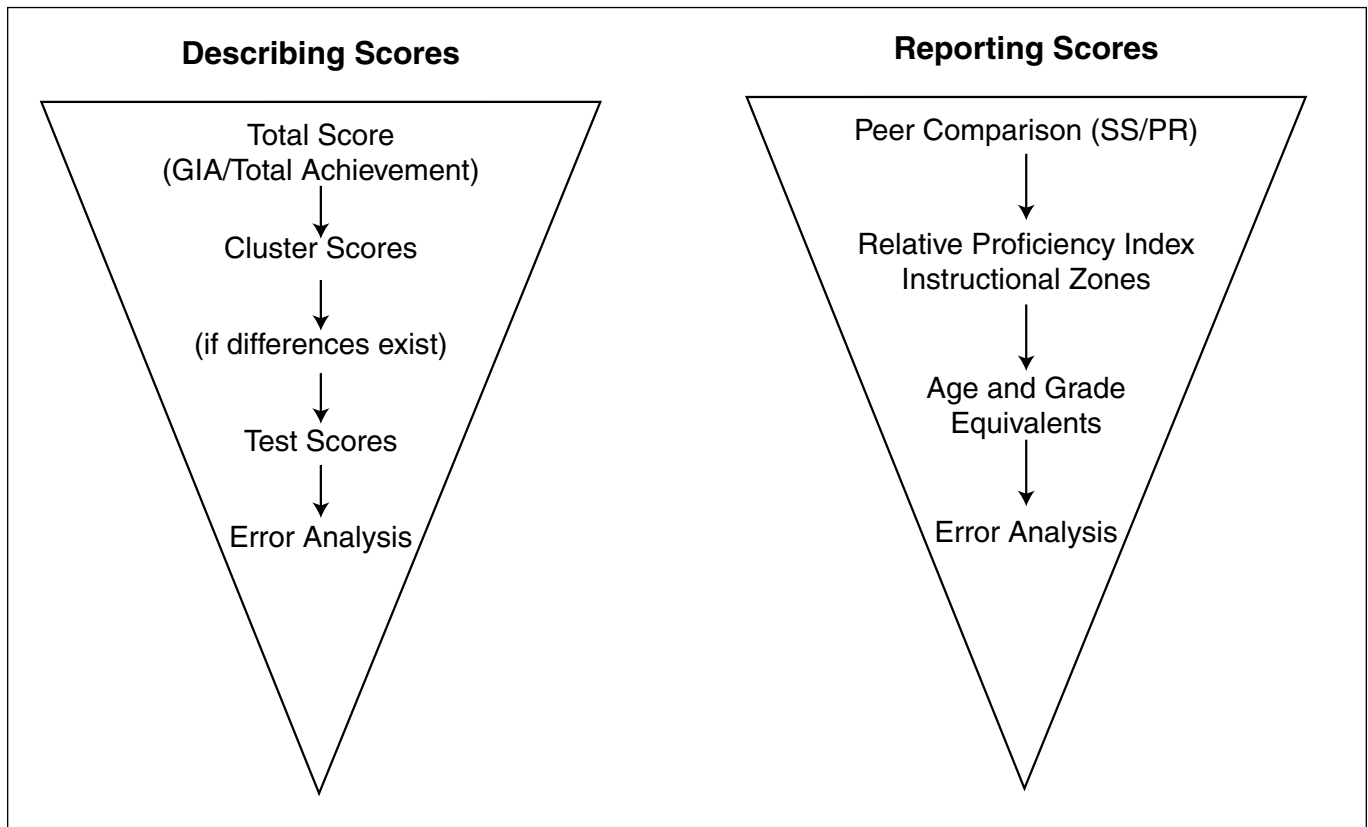 Describing Scores
Total Score
(GIA/Total Achievement)
Cluster Scores
(if differences exist)
Test Scores
Error Analysis
Reporting Scores
Peer Comparison (SS/PR)
Relative Proficiency Index
Instructional Zones
Age and Grade
Equivalents
Error Analysis